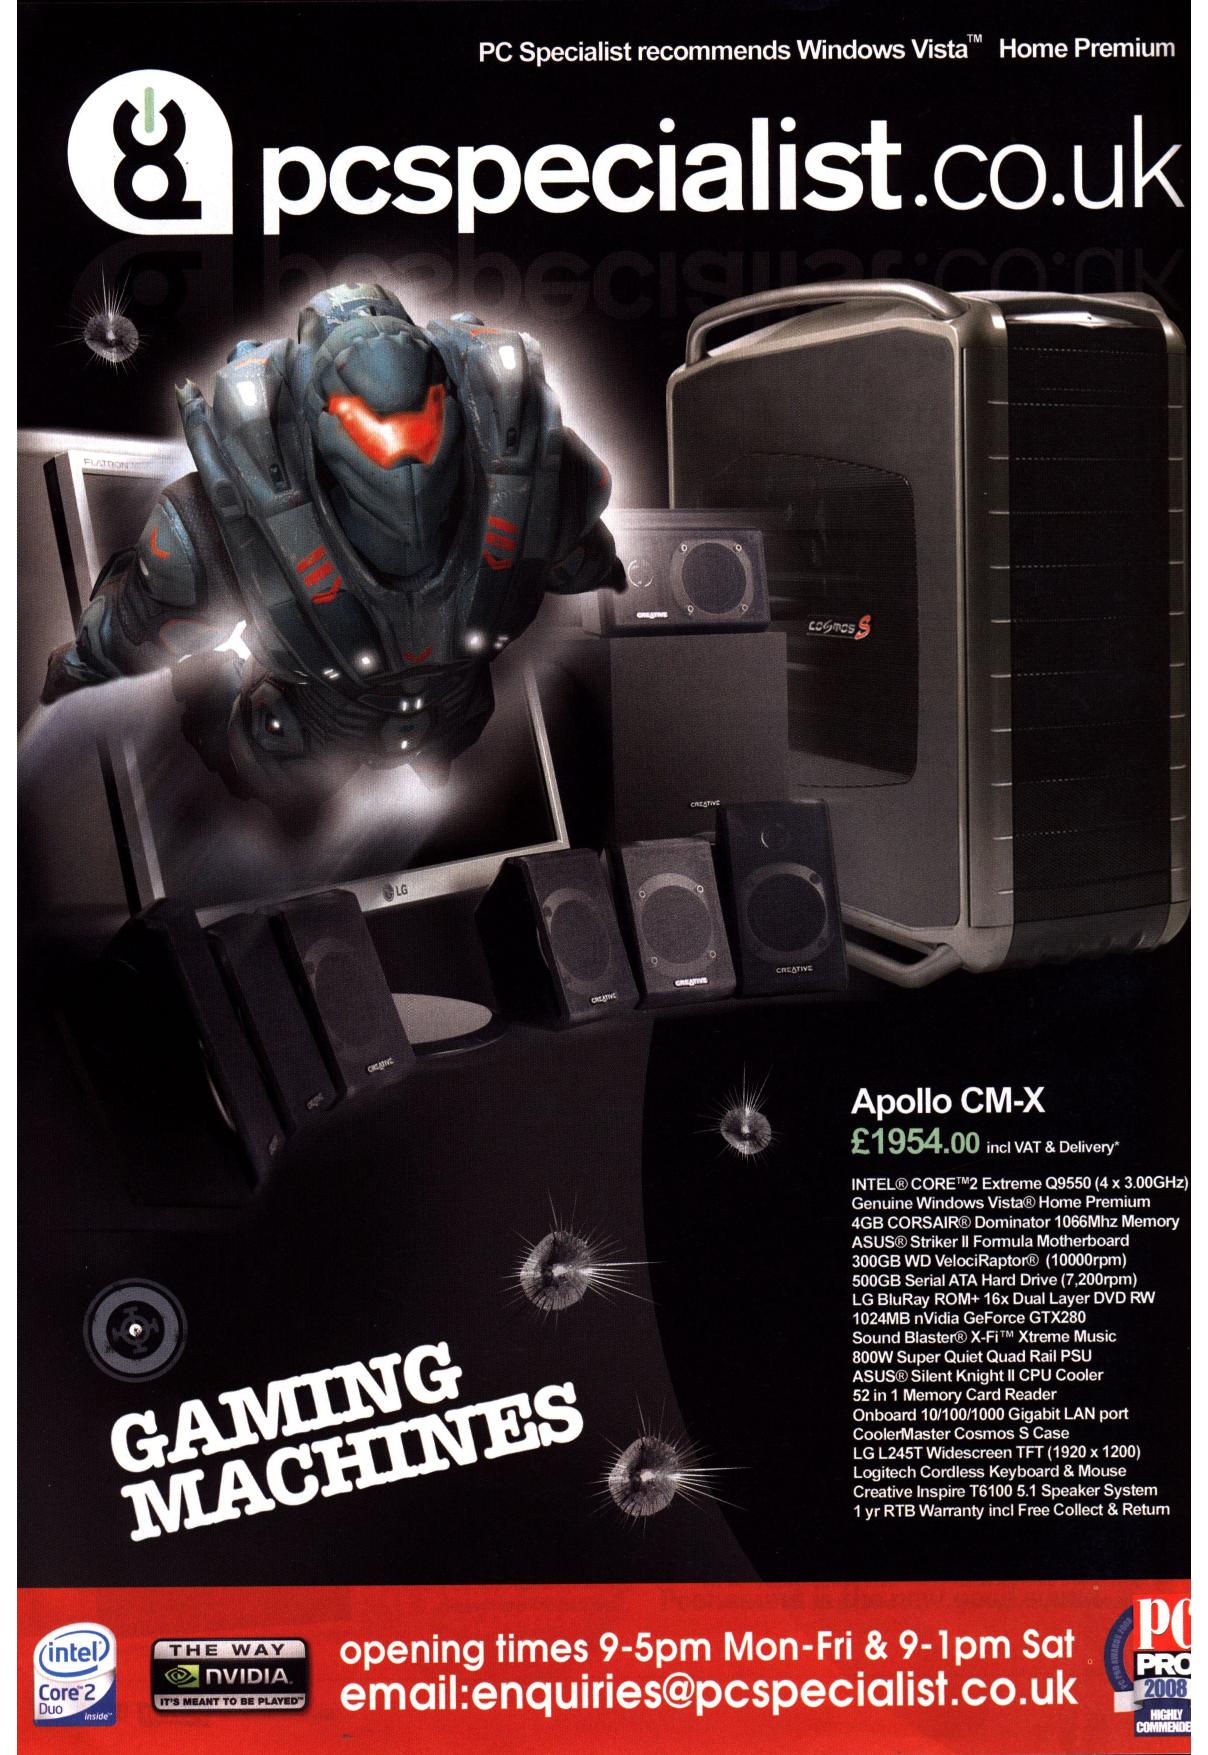 PC Specialist recommends Windows Vista™ Home Premium
pcspecialist.co.uk
FLATRON
CREATIVE
COSMOS S
CREATIVE
LG
CREATIVE
CREATIVE
CREATIVE
CREATIVE
Apollo CM-X
£1954.00 incl VAT & Delivery*
INTEL® CORE™2 Extreme Q9550 (4 x 3.00GHz)
Genuine Windows Vista® Home Premium
4GB CORSAIR® Dominator 1066Mhz Memory
ASUS® Striker II Formula Motherboard
300GB WD VelociRaptor® (10000rpm)
500GB Serial ATA Hard Drive (7,200rpm)
LG BluRay ROM+ 16x Dual Layer DVD RW
1024MB nVidia GeForce GTX280
Sound Blaster® X-Fi™ Xtreme Music
800W Super Quiet Quad Rail PSU
ASUS® Silent Knight II CPU Cooler
52 in 1 Memory Card Reader
Onboard 10/100/1000 Gigabit LAN port
CoolerMaster Cosmos S Case
LG L245T Widescreen TFT (1920 x 1200)
Logitech Cordless Keyboard & Mouse
Creative Inspire T6100 5.1 Speaker System
1 yr RTB Warranty incl Free Collect & Return
GAMING
MACHINES
intel
Core™2
Duo
inside™
THE WAY
NVIDIA
IT'S MEANT TO BE PLAYED™
opening times 9-5pm Mon-Fri & 9-1pm Sat
email:enquiries@pcspecialist.co.uk
PC
PRO
2008
HIGHLY
COMMENDE